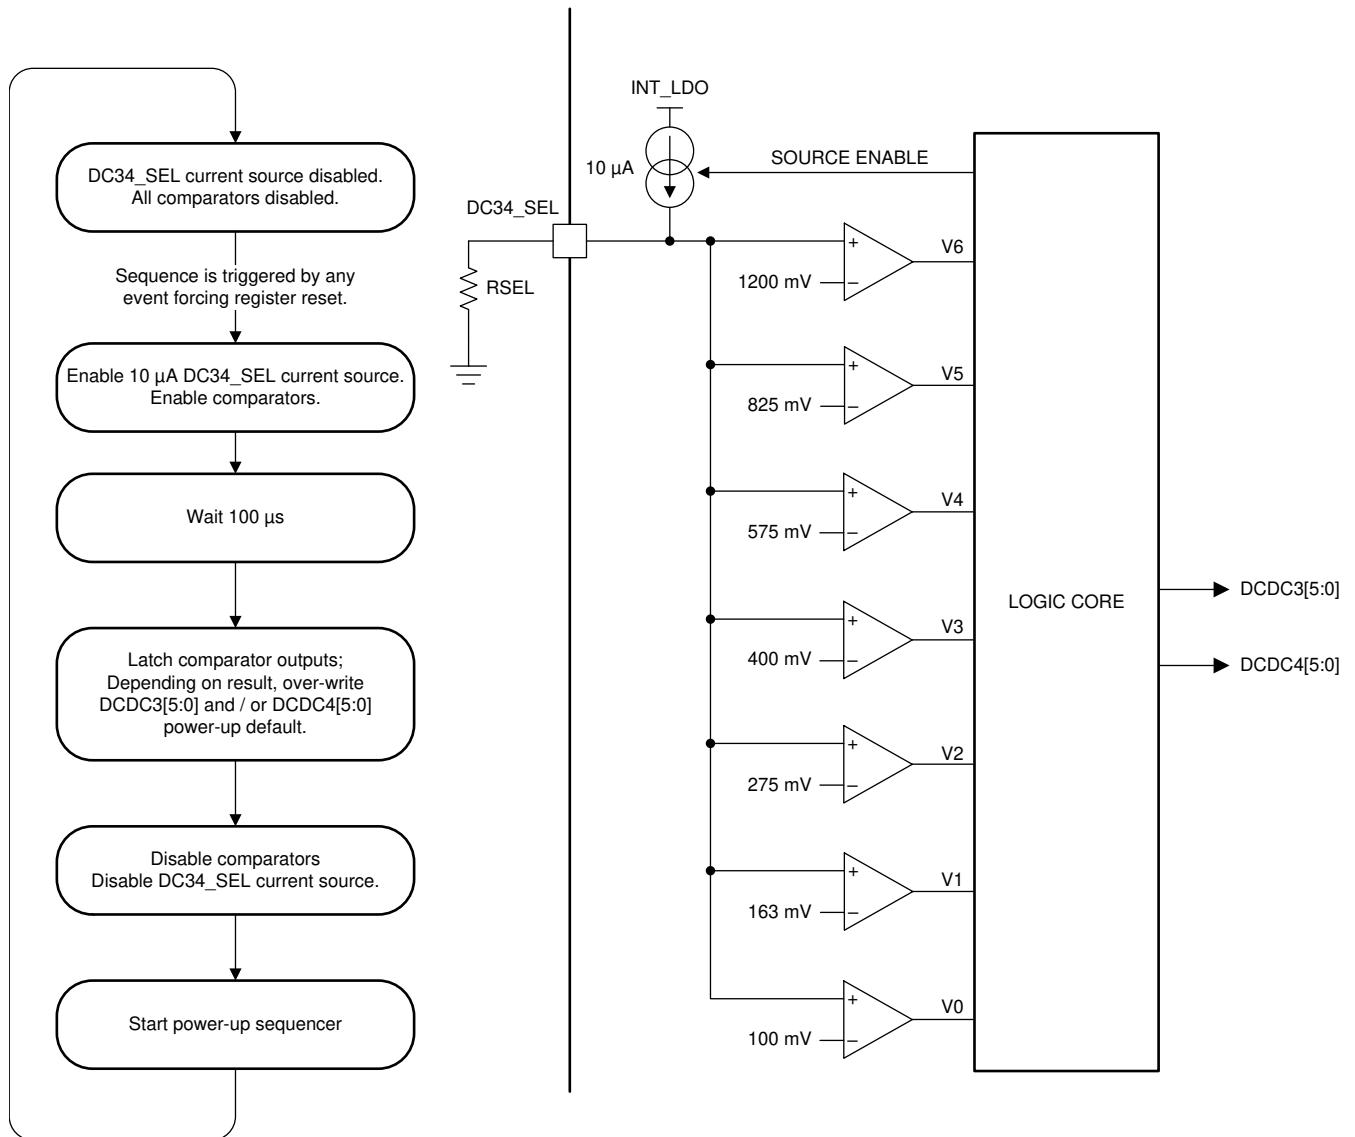 DC34_SEL current source disabled.
All comparators disabled.
Sequence is triggered by any
event forcing register reset.
Enable 10 µA DC34_SEL current source.
Enable comparators.
Wait 100 µs
Latch comparator outputs;
Depending on result, over-write
DCDC3[5:0] and / or DCDC4[5:0]
power-up default.
Disable comparators
Disable DC34_SEL current source.
Start power-up sequencer
INT_LDO
10 µA
SOURCE ENABLE
DC34_SEL
RSEL
+
V6
1200 mV
–
+
V5
825 mV
–
+
V4
575 mV
–
+
V3
400 mV
–
+
V2
275 mV
–
+
V1
163 mV
–
+
V0
100 mV
–
LOGIC CORE
DCDC3[5:0]
DCDC4[5:0]